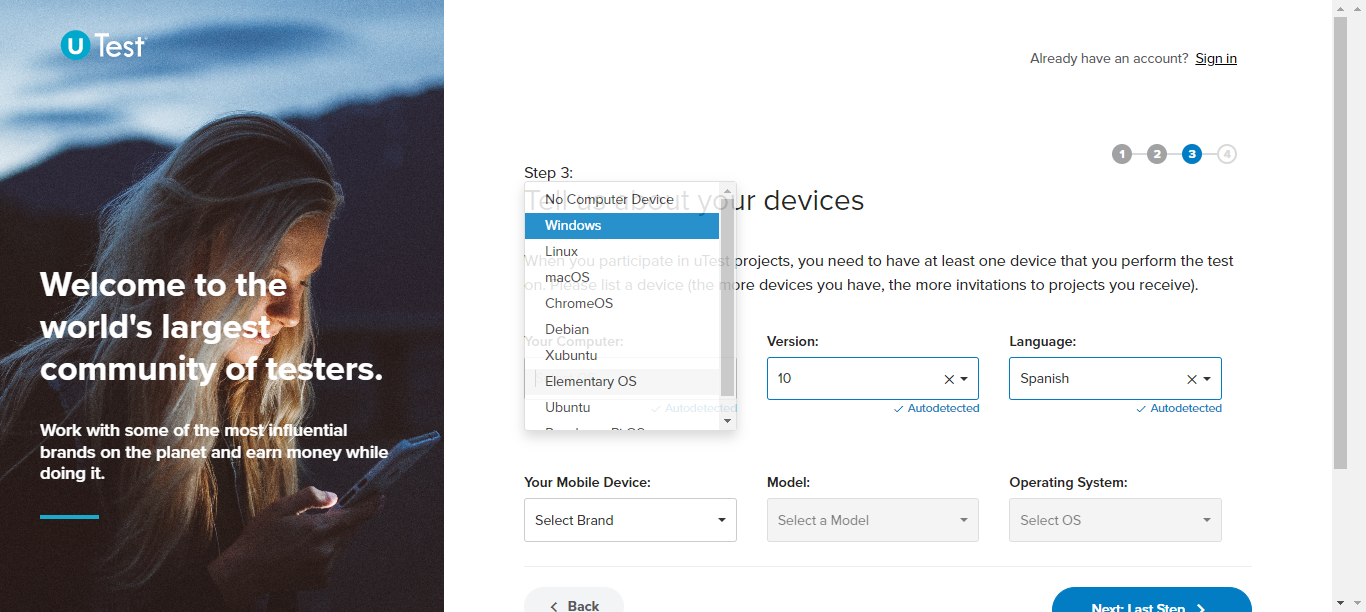 U Test
Already have an account? Sign in
1 2 3 4
Step 3:
Tell us about your devices
No Computer Device
Windows
Linux
When you participate in uTest projects, you need to have at least one device that you perform the test
macOS
on. Please list a device (the more devices you have, the more invitations to projects you receive).
ChromeOS
Debian
Your Computer:
Version:
Language:
Xubuntu
Elementary OS
10
Spanish
Ubuntu
Autodetected
Autodetected
Autodetected
Welcome to the
world's largest
community of testers.
Work with some of the most influential
brands on the planet and earn money while
doing it.
Your Mobile Device:
Model:
Operating System:
Select Brand
Select a Model
Select OS
Back
Next: Last Step